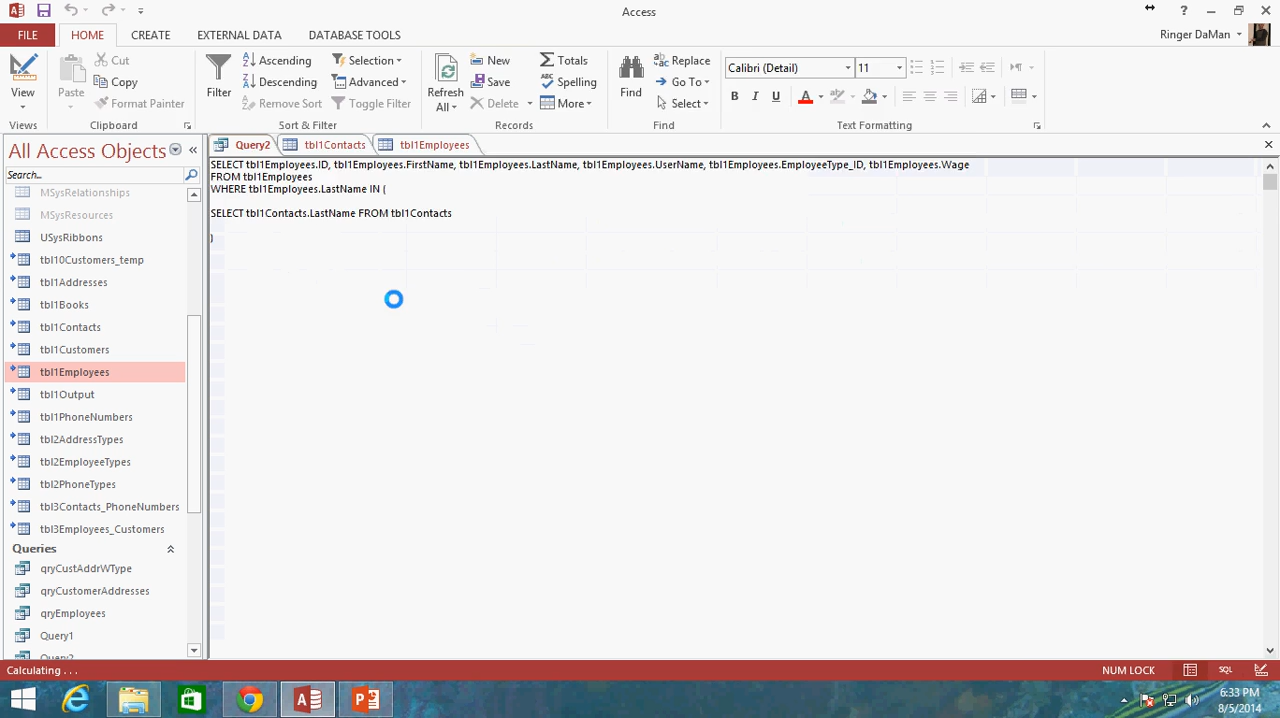 Access
Ringer DaMan
FILE
HOME
CREATE
EXTERNAL DATA
DATABASE TOOLS
View
Views
Paste
Cut
Copy
Format Painter
Clipboard
Filter
Ascending
Descending
Remove Sort
Selection
Advanced
Toggle Filter
Sort & Filter
Refresh
All
New
Save
Delete
Totals
Spelling
More
Records
Find
Replace
Go To
Select
Find
Calibri (Detail)
11
B I U
Text Formatting
All Access Objects
Search...
MSysRelationships
MSysResources
USysRibbons
tbl10Customers_temp
tbl1Addresses
tbl1Books
tbl1Contacts
tbl1Customers
tbl1Employees
tbl1Output
tbl1PhoneNumbers
tbl2AddressTypes
tbl2EmployeeTypes
tbl2PhoneTypes
tbl3Contacts_PhoneNumbers
tbl3Employees_Customers
Queries
qryCustAddrWType
qryCustomerAddresses
qryEmployees
Query1
Query2
Query2
tbl1Contacts
tbl1Employees
SELECT tbl1Employees.ID, tbl1Employees.FirstName, tbl1Employees.LastName, tbl1Employees.UserName, tbl1Employees.EmployeeType_ID, tbl1Employees.Wage
FROM tbl1Employees
WHERE tbl1Employees.LastName IN (
SELECT tbl1Contacts.LastName FROM tbl1Contacts
)
Calculating . . .
NUM LOCK
SQL
6:33 PM
8/5/2014